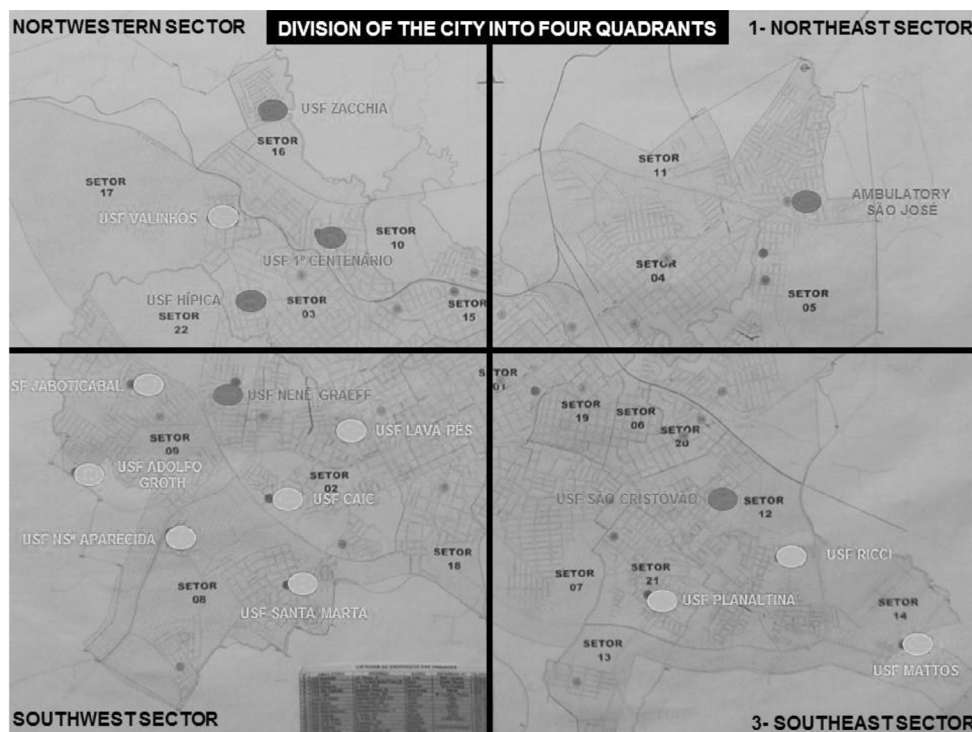 NORTWESTERN SECTOR
DIVISION OF THE CITY INTO FOUR QUADRANTS
1- NORTHEAST SECTOR
USF ZACCHIA
SETOR
16
SETOR
17
USF VALINHOS
SETOR
10
USF 1º CENTENÁRIO
USF HÍPICA
SETOR
22
SETOR
03
SETOR
15
SETOR
11
AMBULATORY
SÃO JOSÉ
SETOR
04
SETOR
05
SF JABOTICABAL
USF NENÊ GRAEFF
USF LAVA PÉS
SETOR
09
USF ADOLFO
GROTH
SETOR
02
USF CAIC
USF NSª APARECIDA
SETOR
18
SETOR
08
USF SANTA MARTA
SOUTHWEST SECTOR
01
SETOR
19
SETOR
06
SETOR
20
USF SÃO CRISTÓVÃO
SETOR
12
USF RICCI
SETOR
07
SETOR
21
USF PLANALTINA
SETOR
14
SETOR
13
USF MATTOS
3- SOUTHEAST SECTOR